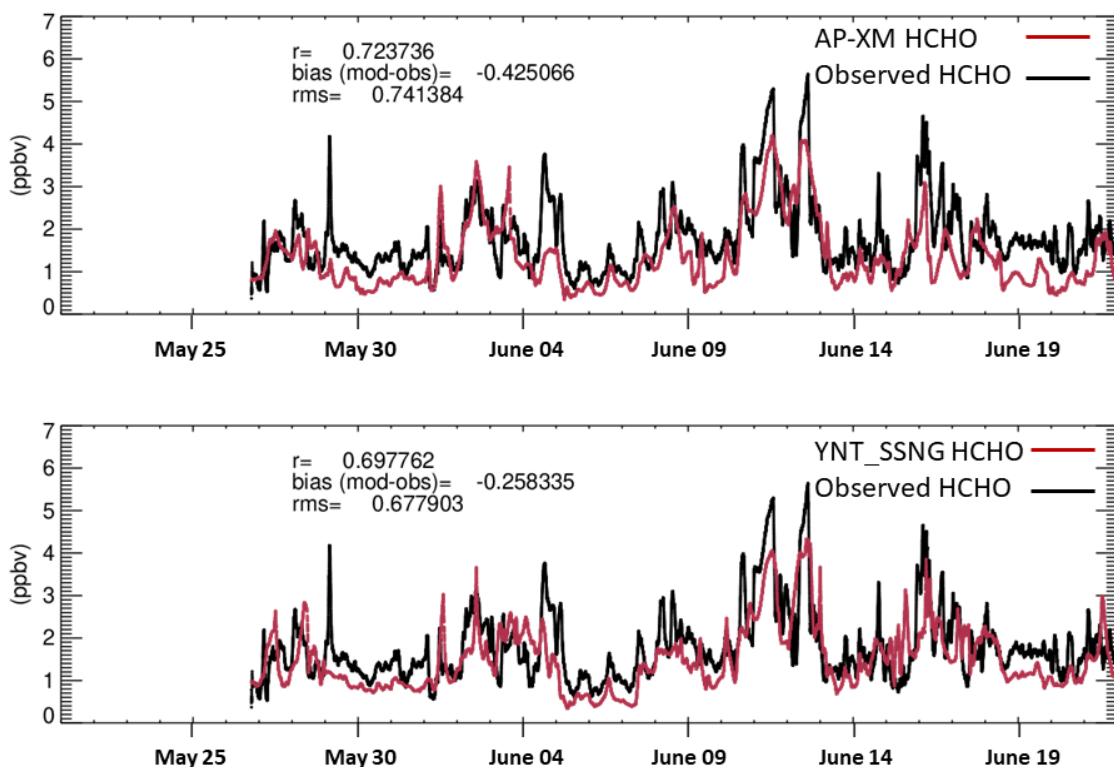 7
6
5
4
3
2
1
0
(ppbv)
r= 0.723736
bias (mod-obs)= -0.425066
rms= 0.741384
AP-XM HCHO
Observed HCHO
May 25 May 30 June 04 June 09 June 14 June 19
7
6
5
4
3
2
1
0
(ppbv)
r= 0.697762
bias (mod-obs)= -0.258335
rms= 0.677903
YNT_SSNG HCHO
Observed HCHO
May 25 May 30 June 04 June 09 June 14 June 19